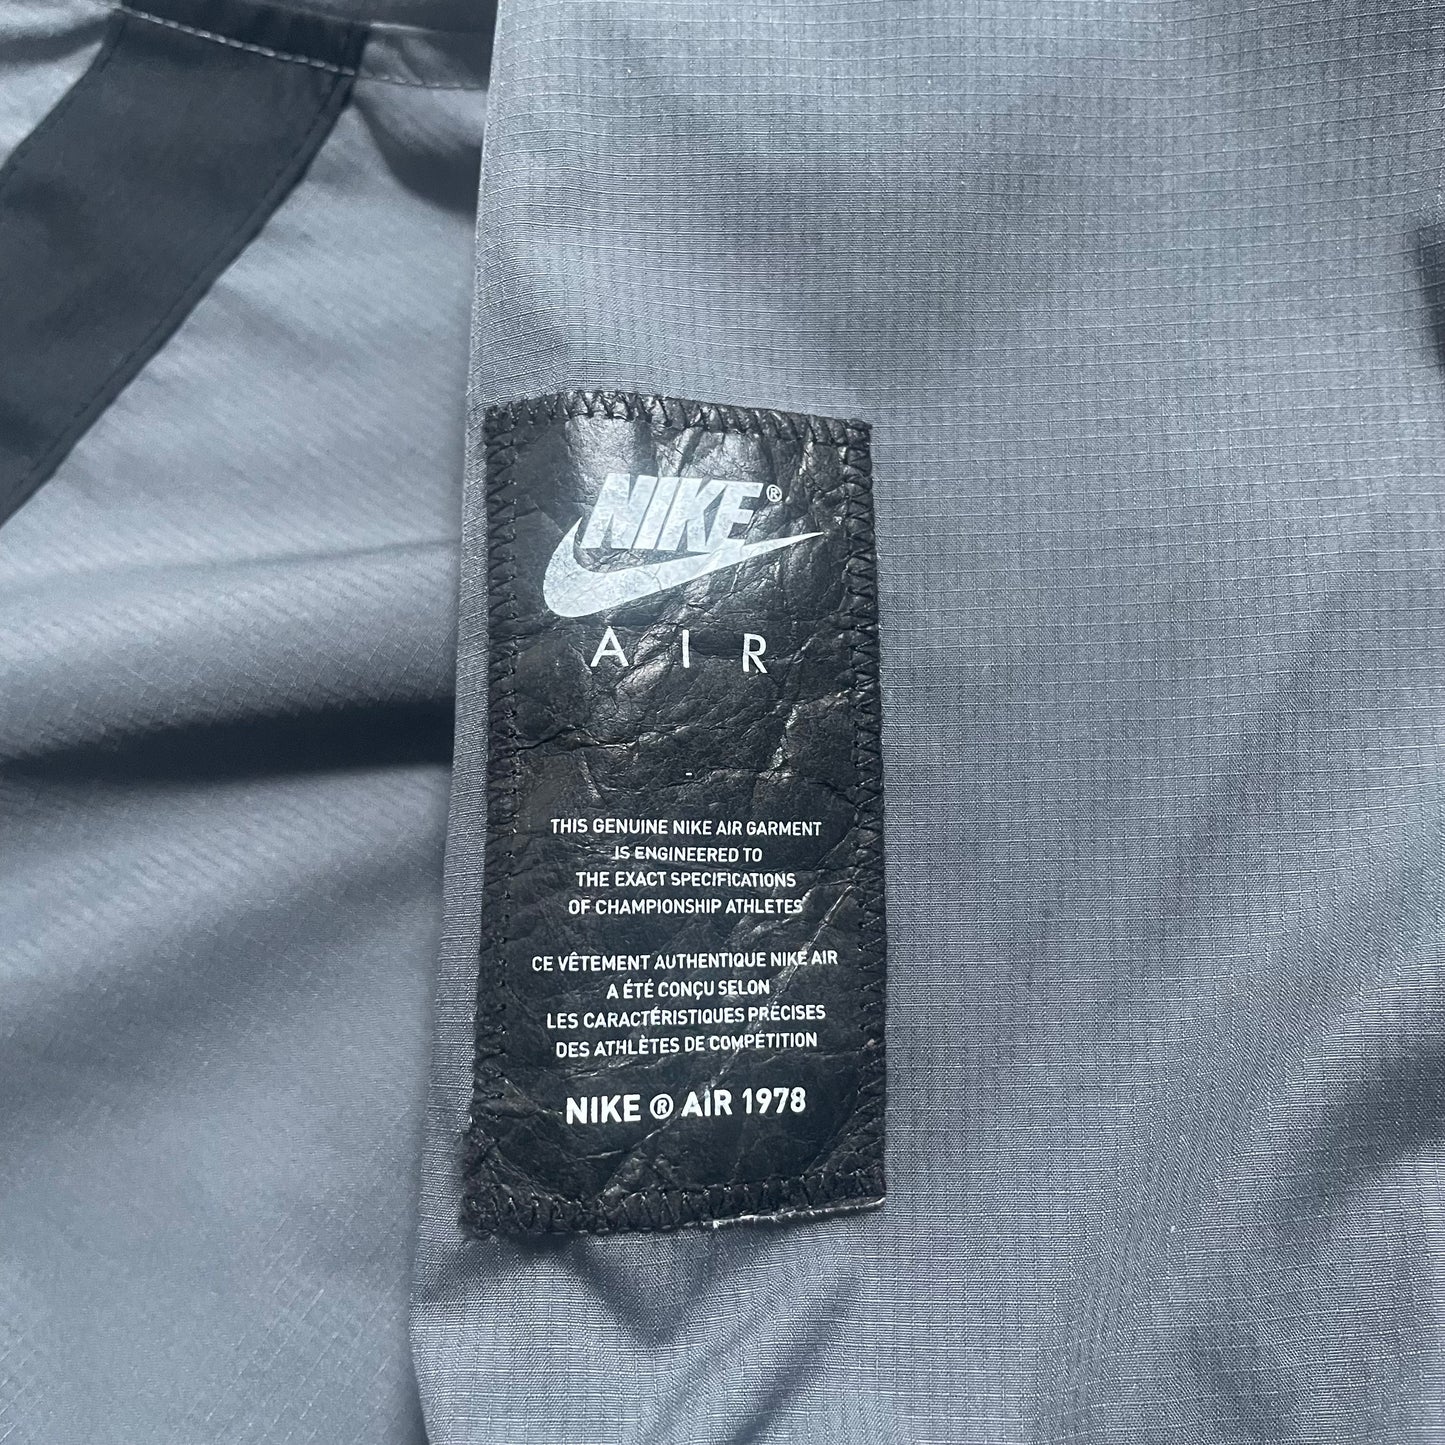 NIKE®
AIR
THIS GENUINE NIKE AIR GARMENT
IS ENGINEERED TO
THE EXACT SPECIFICATIONS
OF CHAMPIONSHIP ATHLETES
CE VÊTEMENT AUTHENTIQUE NIKE AIR
A ÉTÉ CONÇU SELON
LES CARACTÉRISTIQUES PRÉCISES
DES ATHLÈTES DE COMPÉTITION
NIKE ® AIR 1978